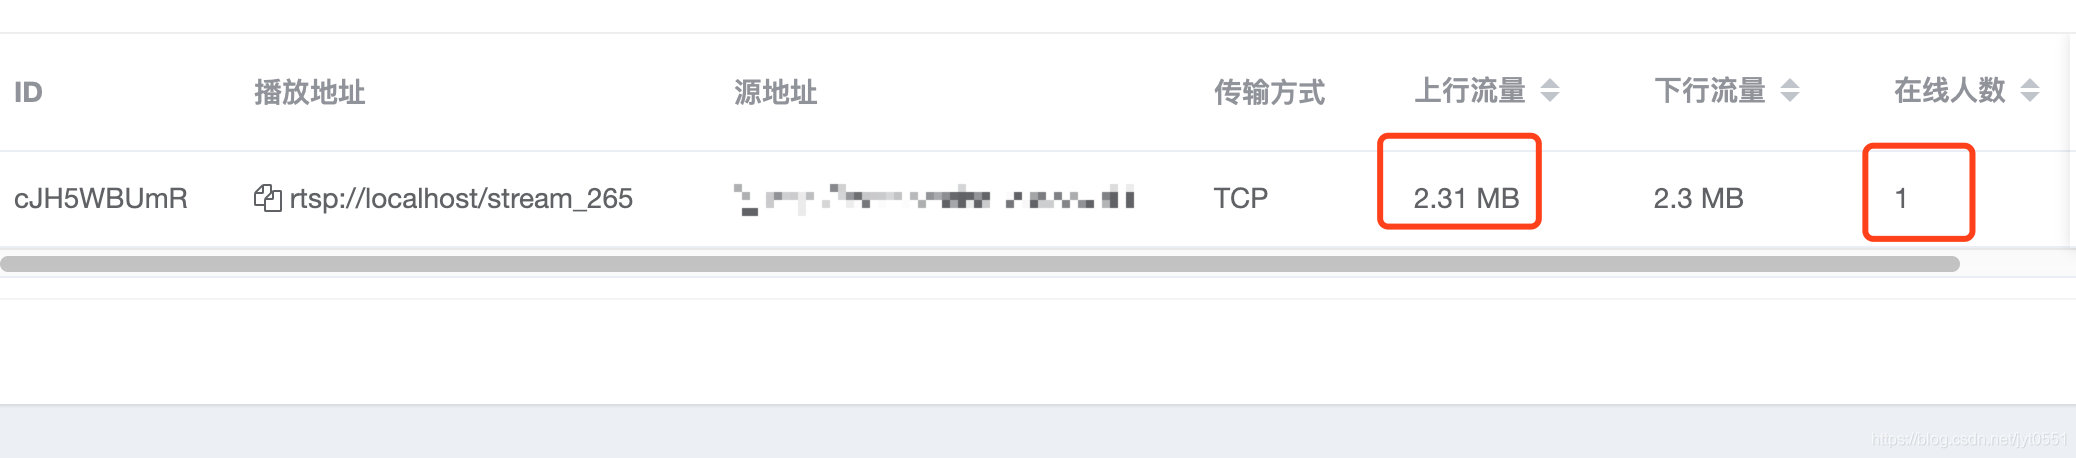 ID 播放地址 源地址 传输方式 上行流量 下行流量 在线人数
cJH5WBUmR rtsp://localhost/stream_265 TCP 2.31 MB 2.3 MB 1
https://blog.csdn.net/jyt0551